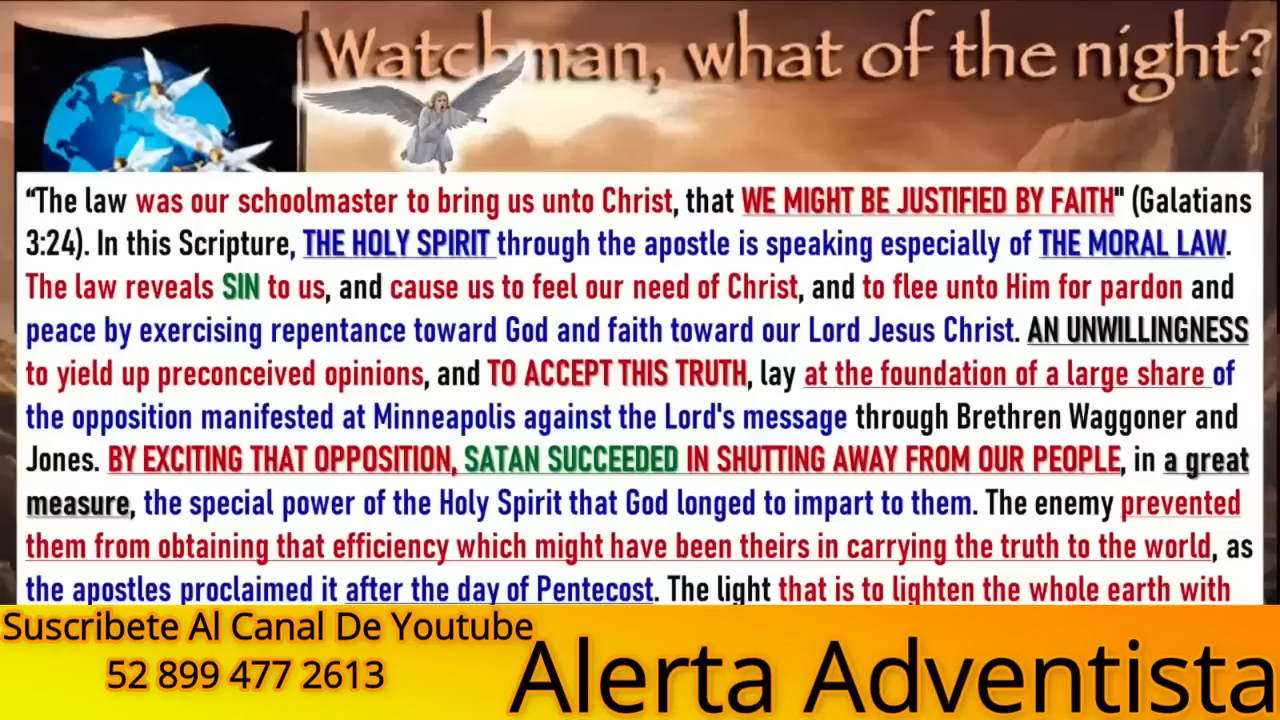 Watchman, what of the night?
“The law was our schoolmaster to bring us unto Christ, that WE MIGHT BE JUSTIFIED BY FAITH" (Galatians
3:24). In this Scripture, THE HOLY SPIRIT through the apostle is speaking especially of THE MORAL LAW.
The law reveals SIN to us, and cause us to feel our need of Christ, and to flee unto Him for pardon and
peace by exercising repentance toward God and faith toward our Lord Jesus Christ. AN UNWILLINGNESS
to yield up preconceived opinions, and TO ACCEPT THIS TRUTH, lay at the foundation of a large share of
the opposition manifested at Minneapolis against the Lord's message through Brethren Waggoner and
Jones. BY EXCITING THAT OPPOSITION, SATAN SUCCEEDED IN SHUTTING AWAY FROM OUR PEOPLE, in a great
measure, the special power of the Holy Spirit that God longed to impart to them. The enemy prevented
them from obtaining that efficiency which might have been theirs in carrying the truth to the world, as
the apostles proclaimed it after the day of Pentecost. The light that is to lighten the whole earth with
Suscribete Al Canal De Youtube
52 899 477 2613
Alerta Adventista